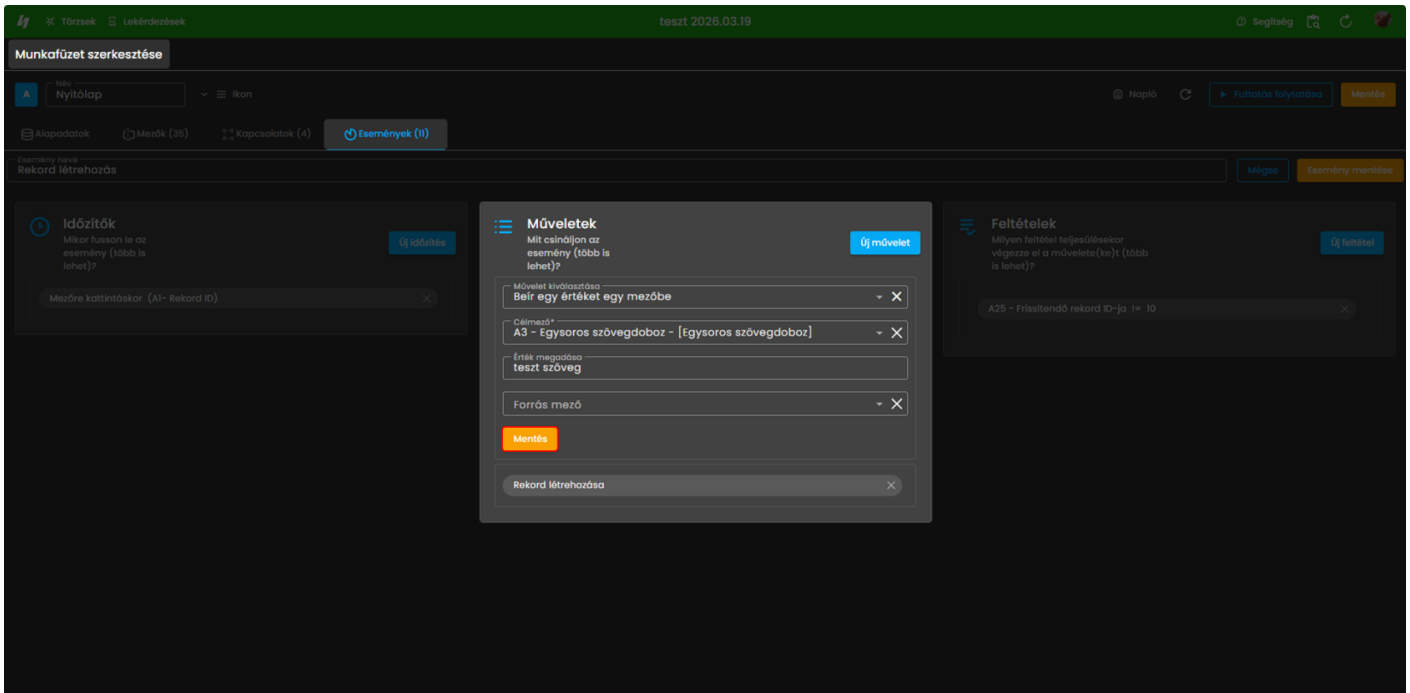 Törzsek Lekérdezések teszt 2026.03.19 Segítség
Munkafüzet szerkesztése
A Név Nyitólap Ikon Napló Futtatás folytatása Mentés
Alapadatok Mezők (35) Kapcsolatok (4) Események (11)
Esemény neve
Rekord létrehozás Mégse Esemény mentése
Időzítők
Mikor fusson le az
esemény (több is
lehet)?
Új időzítés
Mezőre kattintáskor (A1- Rekord ID)
Műveletek
Mit csináljon az
esemény (több is
lehet)?
Új művelet
Művelet kiválasztása
Beír egy értéket egy mezőbe
Célmező*
A3 - Egysoros szövegdoboz - [Egysoros szövegdoboz]
Érték megadása
teszt szöveg
Forrás mező
Mentés
Rekord létrehozása
Feltételek
Milyen feltétel teljesülésekor
végezze el a művelete(ke)t (több
is lehet)?
Új feltétel
A25 - Frissítendő rekord ID-ja != 10